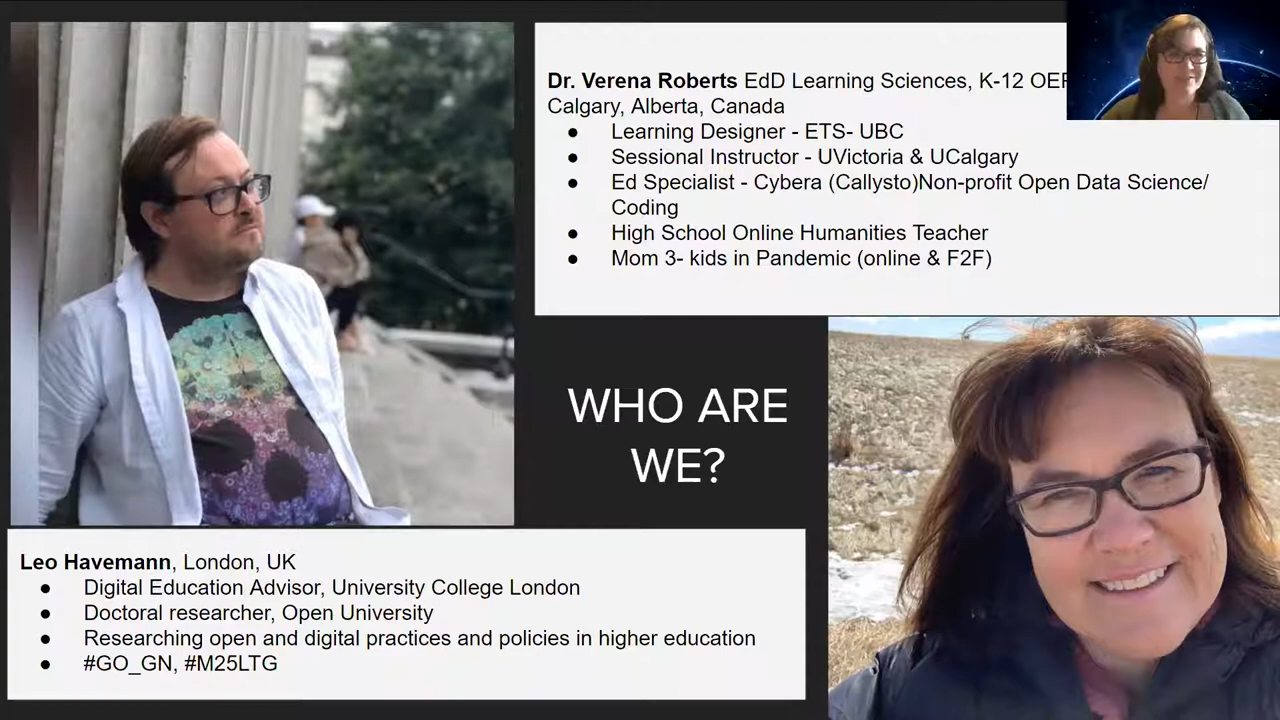 Dr. Verena Roberts EdD Learning Sciences, K-12 OER
Calgary, Alberta, Canada
● Learning Designer - ETS- UBC
● Sessional Instructor - UVictoria & UCalgary
● Ed Specialist - Cybera (Callysto)Non-profit Open Data Science/
Coding
● High School Online Humanities Teacher
● Mom 3- kids in Pandemic (online & F2F)
WHO ARE
WE?
Leo Havemann, London, UK
● Digital Education Advisor, University College London
● Doctoral researcher, Open University
● Researching open and digital practices and policies in higher education
● #GO_GN, #M25LTG